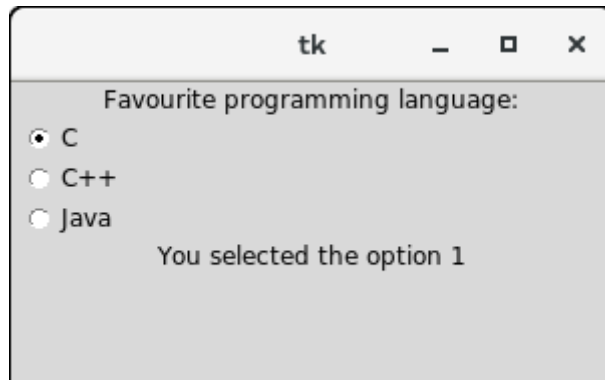 tk
Favourite programming language:
C
C++
Java
You selected the option 1